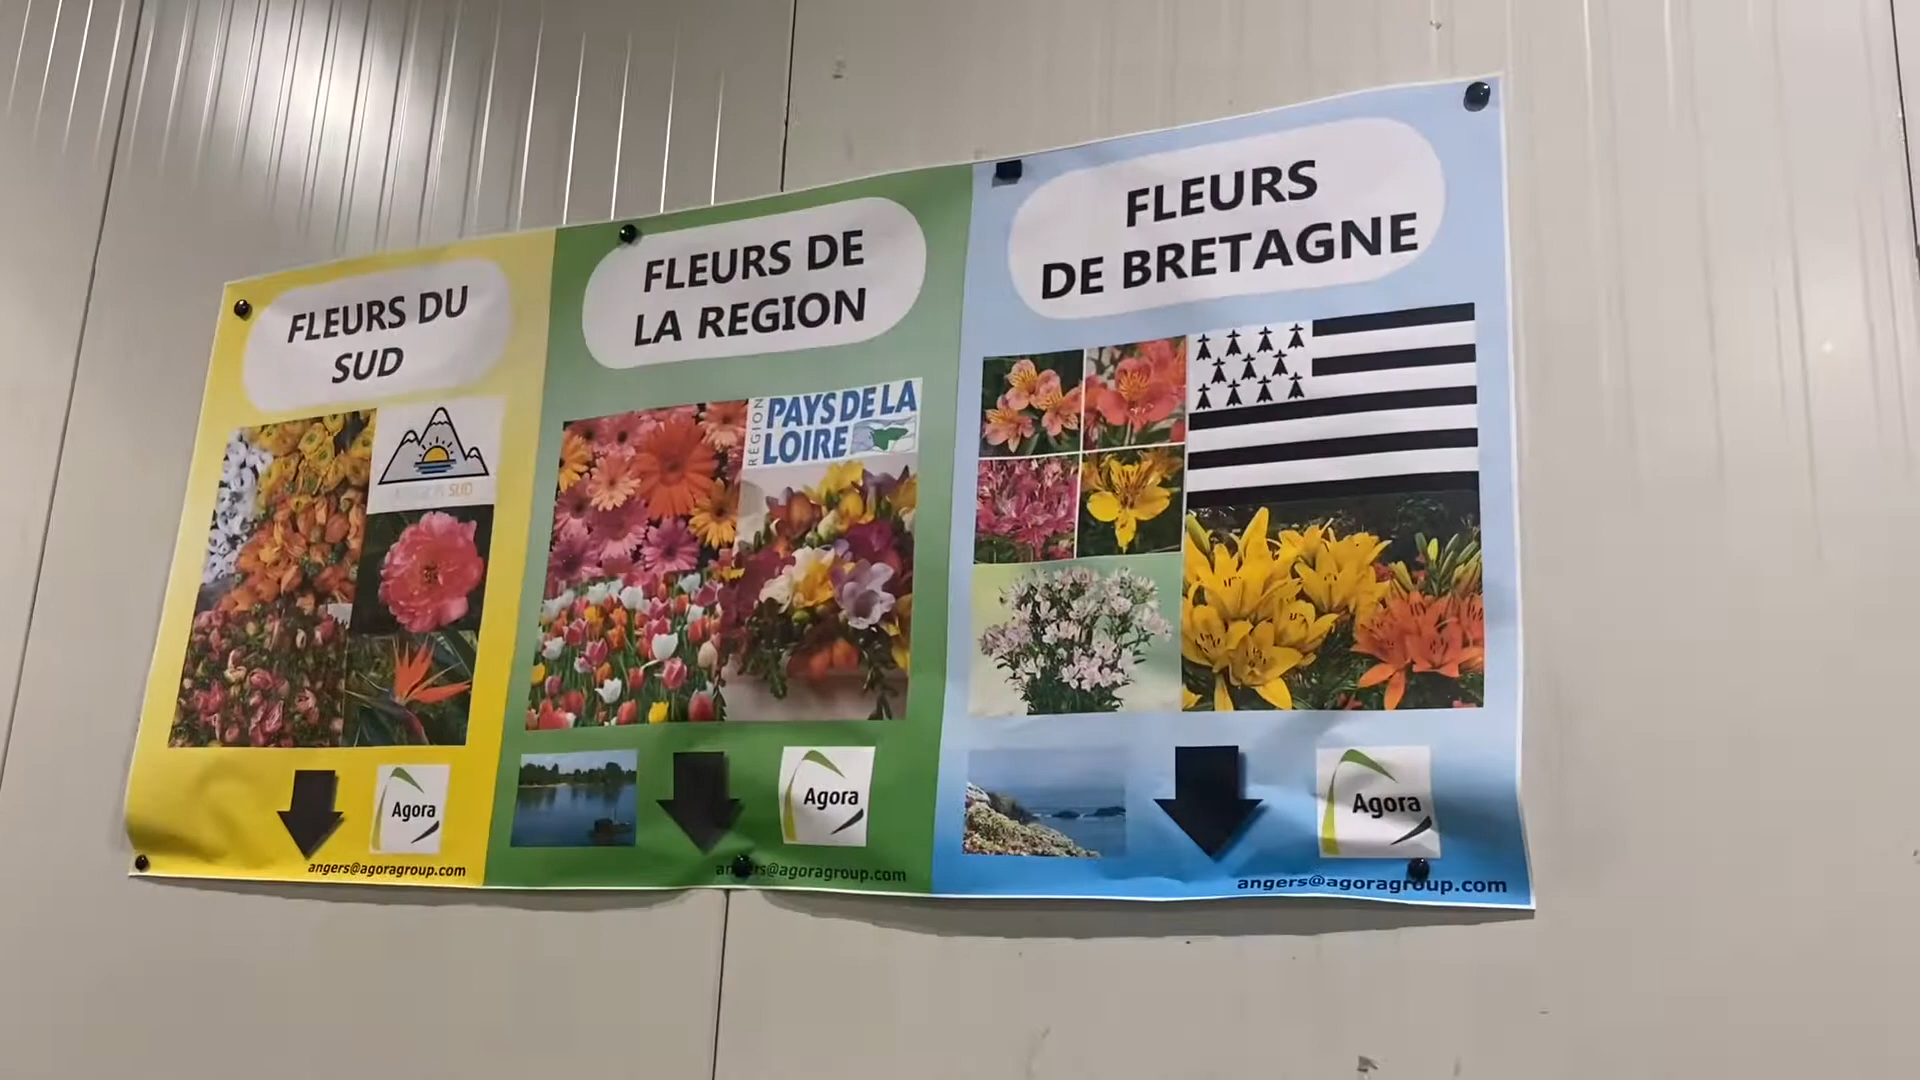 FLEURS DU
SUD
SUD
Agora
angers@agoragroup.com
FLEURS DE
LA REGION
RÉGION
PAYS DE LA
LOIRE
Agora
angers@agoragroup.com
FLEURS
DE BRETAGNE
Agora
angers@agoragroup.com